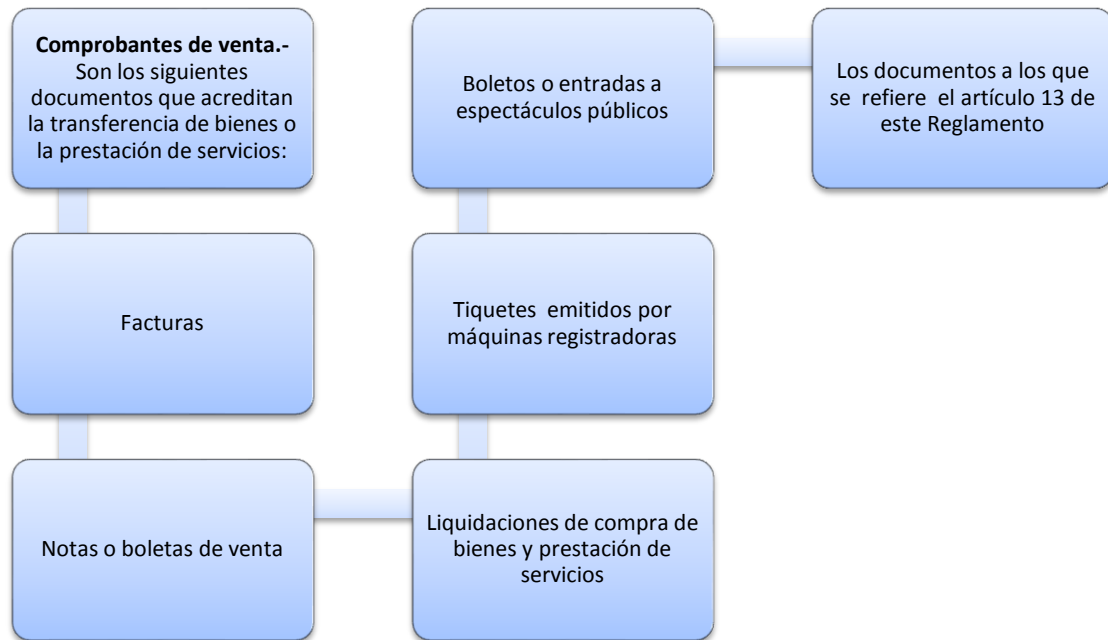 Comprobantes de venta.-
Son los siguientes
documentos que acreditan
la transferencia de bienes o
la prestación de servicios:
Facturas
Notas o boletas de venta
Liquidaciones de compra de
bienes y prestación de
servicios
Tiquetes emitidos por
máquinas registradoras
Boletos o entradas a
espectáculos públicos
Los documentos a los que
se refiere el artículo 13 de
este Reglamento